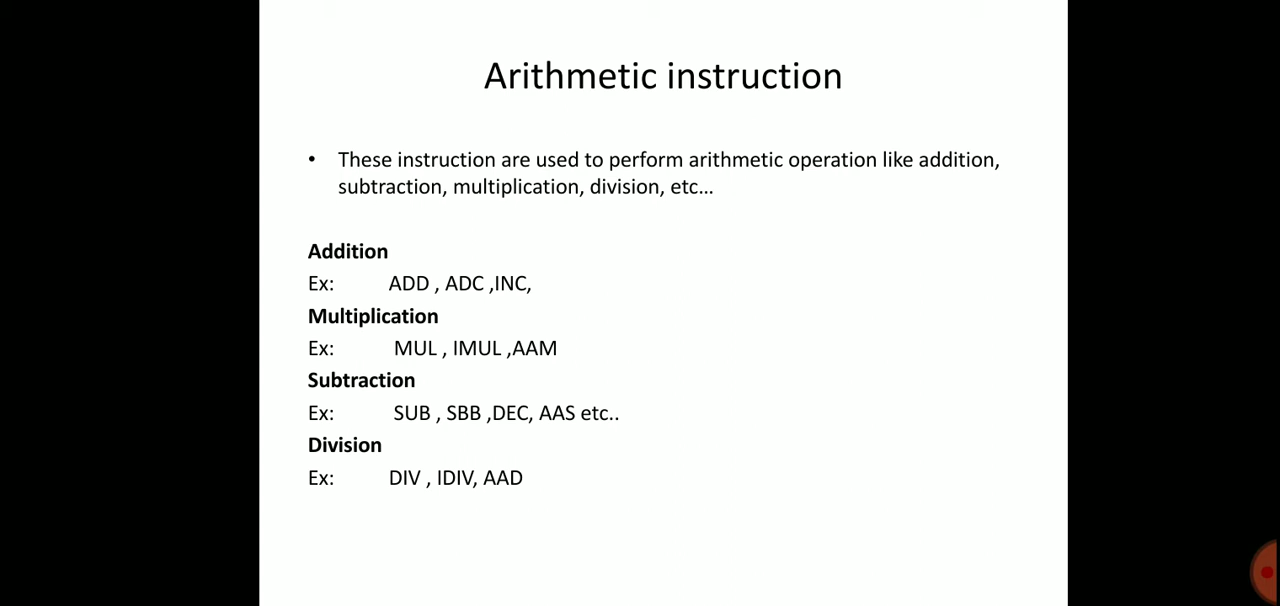 Arithmetic instruction
• These instruction are used to perform arithmetic operation like addition,
subtraction, multiplication, division, etc...
Addition
Ex: ADD , ADC ,INC,
Multiplication
Ex: MUL , IMUL ,AAM
Subtraction
Ex: SUB , SBB ,DEC, AAS etc..
Division
Ex: DIV , IDIV, AAD